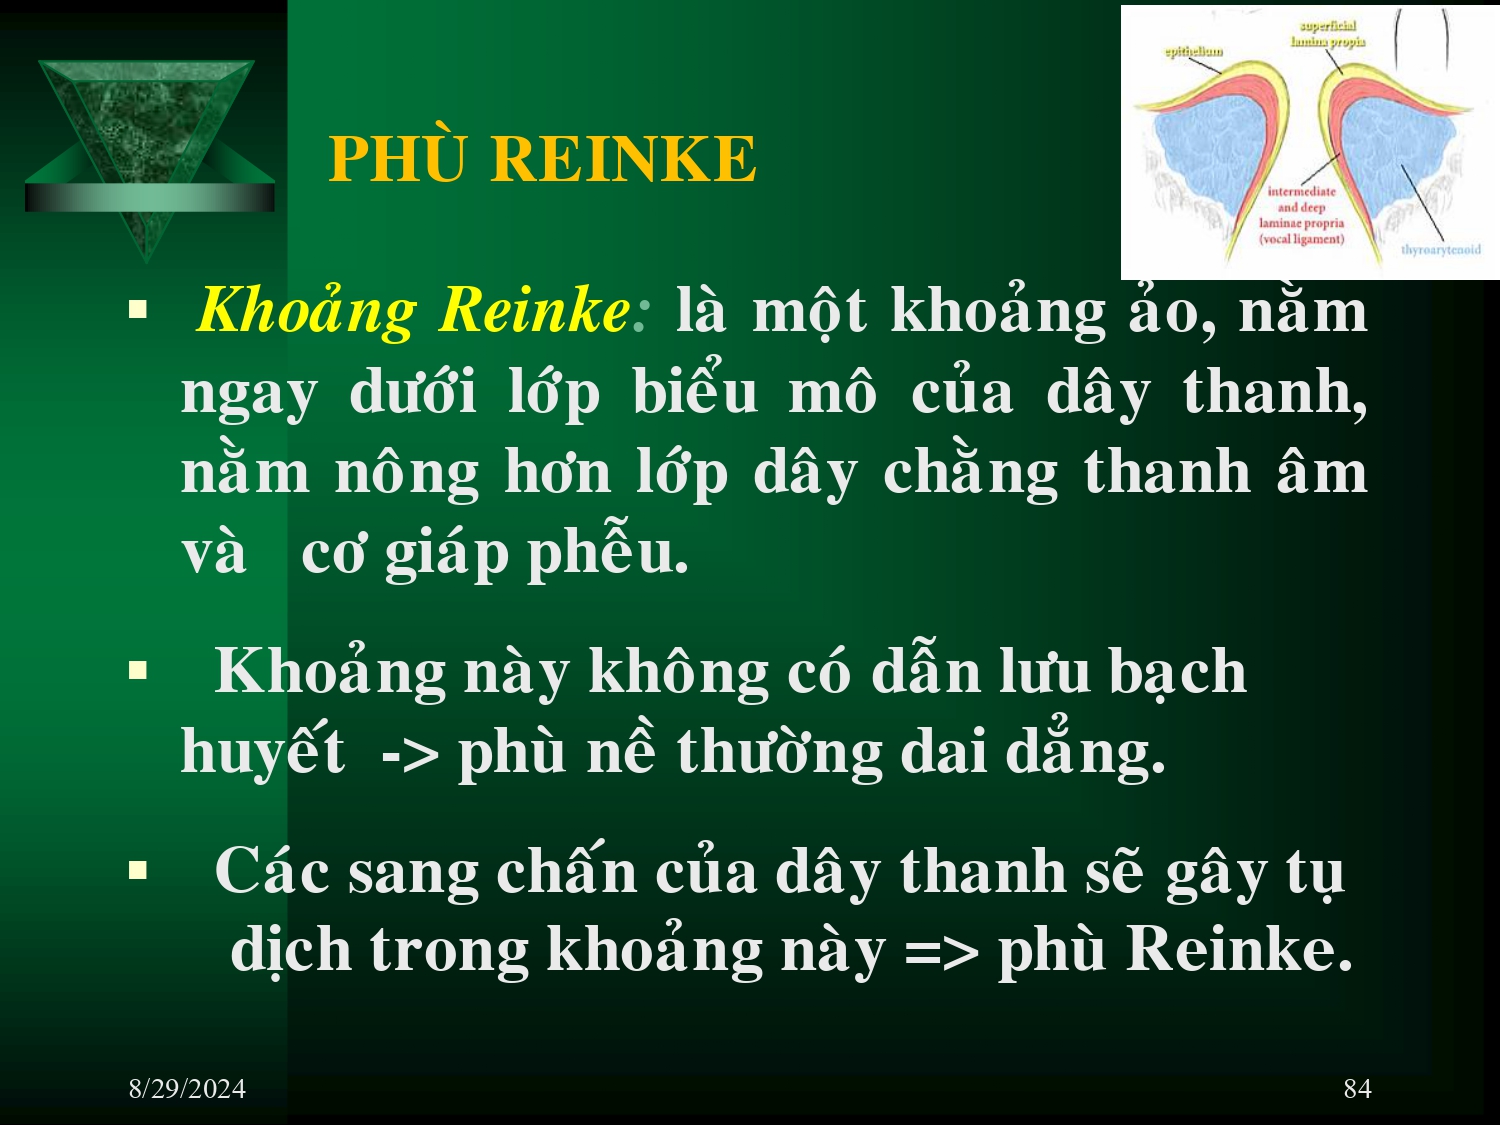 superficial
lamina propia
epithelium
intermediate
and deep
laminae propria
(vocal ligament)
thyroarytenoid
PHÙ REINKE
▪ Khoảng Reinke: là một khoảng ảo, nằm
ngay dưới lớp biểu mô của dây thanh,
nằm nông hơn lớp dây chằng thanh âm
và cơ giáp phễu.
▪ Khoảng này không có dẫn lưu bạch
huyết -> phù nề thường dai dẳng.
▪ Các sang chấn của dây thanh sẽ gây tụ
dịch trong khoảng này => phù Reinke.
8/29/2024
84